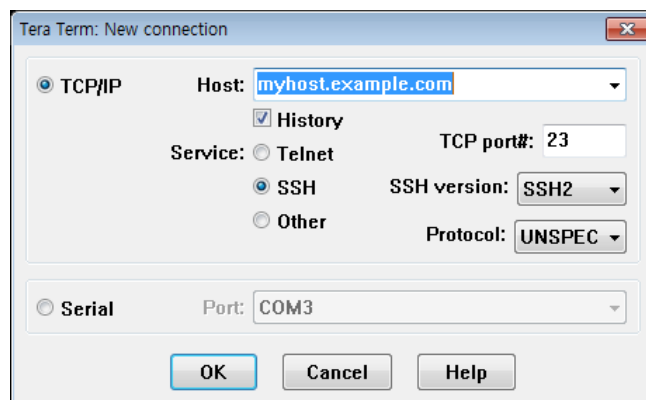 Tera Term: New connection
TCP/IP Host: myhost.example.com
History
Service: Telnet TCP port#: 23
SSH SSH version: SSH2
Other Protocol: UNSPEC
Serial Port: COM3
OK Cancel Help